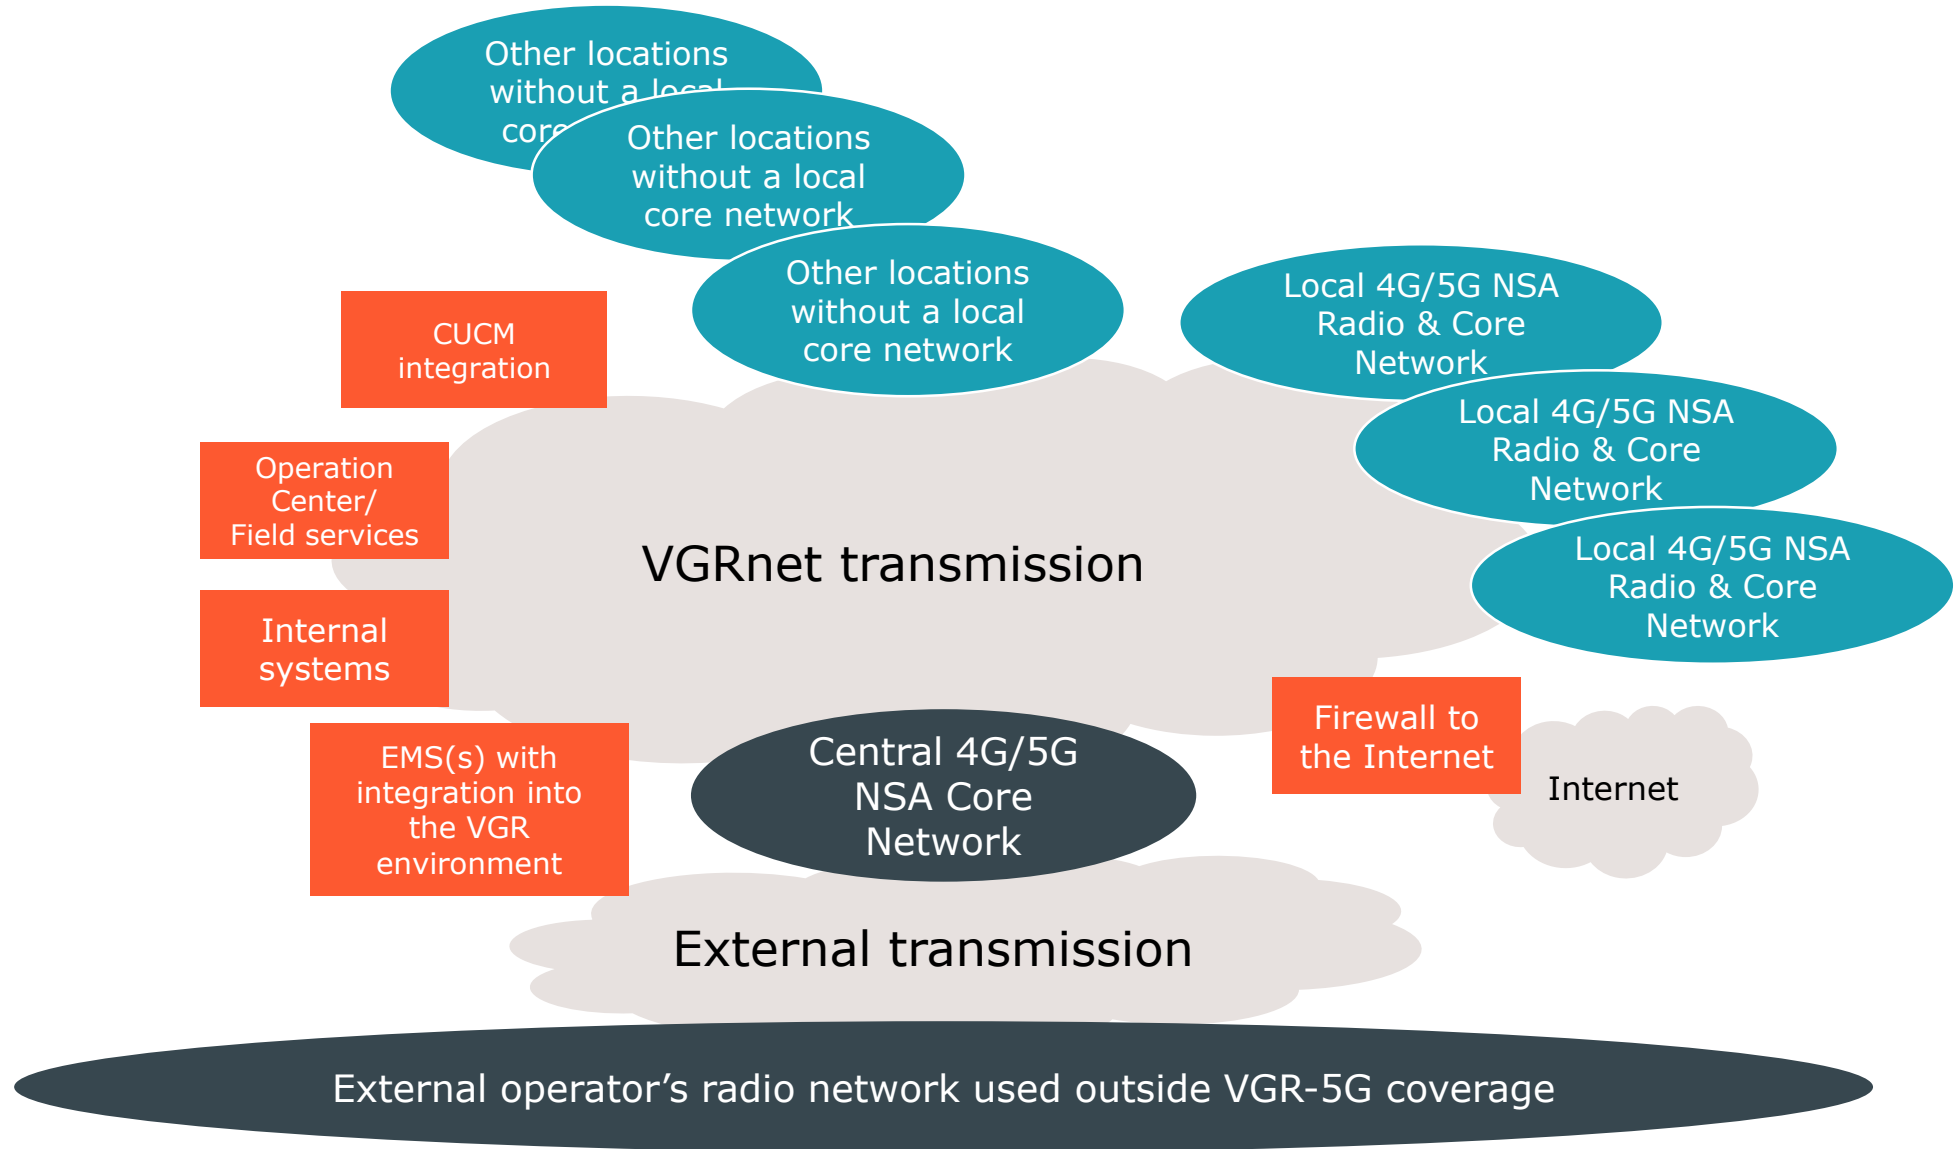 Other locations
without a local
core
Other locations
without a local
core network
Other locations
without a local
core network
Local 4G/5G NSA
Radio & Core
Network
CUCM
integration
Local 4G/5G NSA
Radio & Core
Network
Operation
Center/
Field services
VGRnet transmission
Local 4G/5G NSA
Radio & Core
Network
Internal
systems
Firewall to
the Internet
EMS(s) with
integration into
the VGR
environment
Central 4G/5G
NSA Core
Network
Internet
External transmission
External operator’s radio network used outside VGR-5G coverage